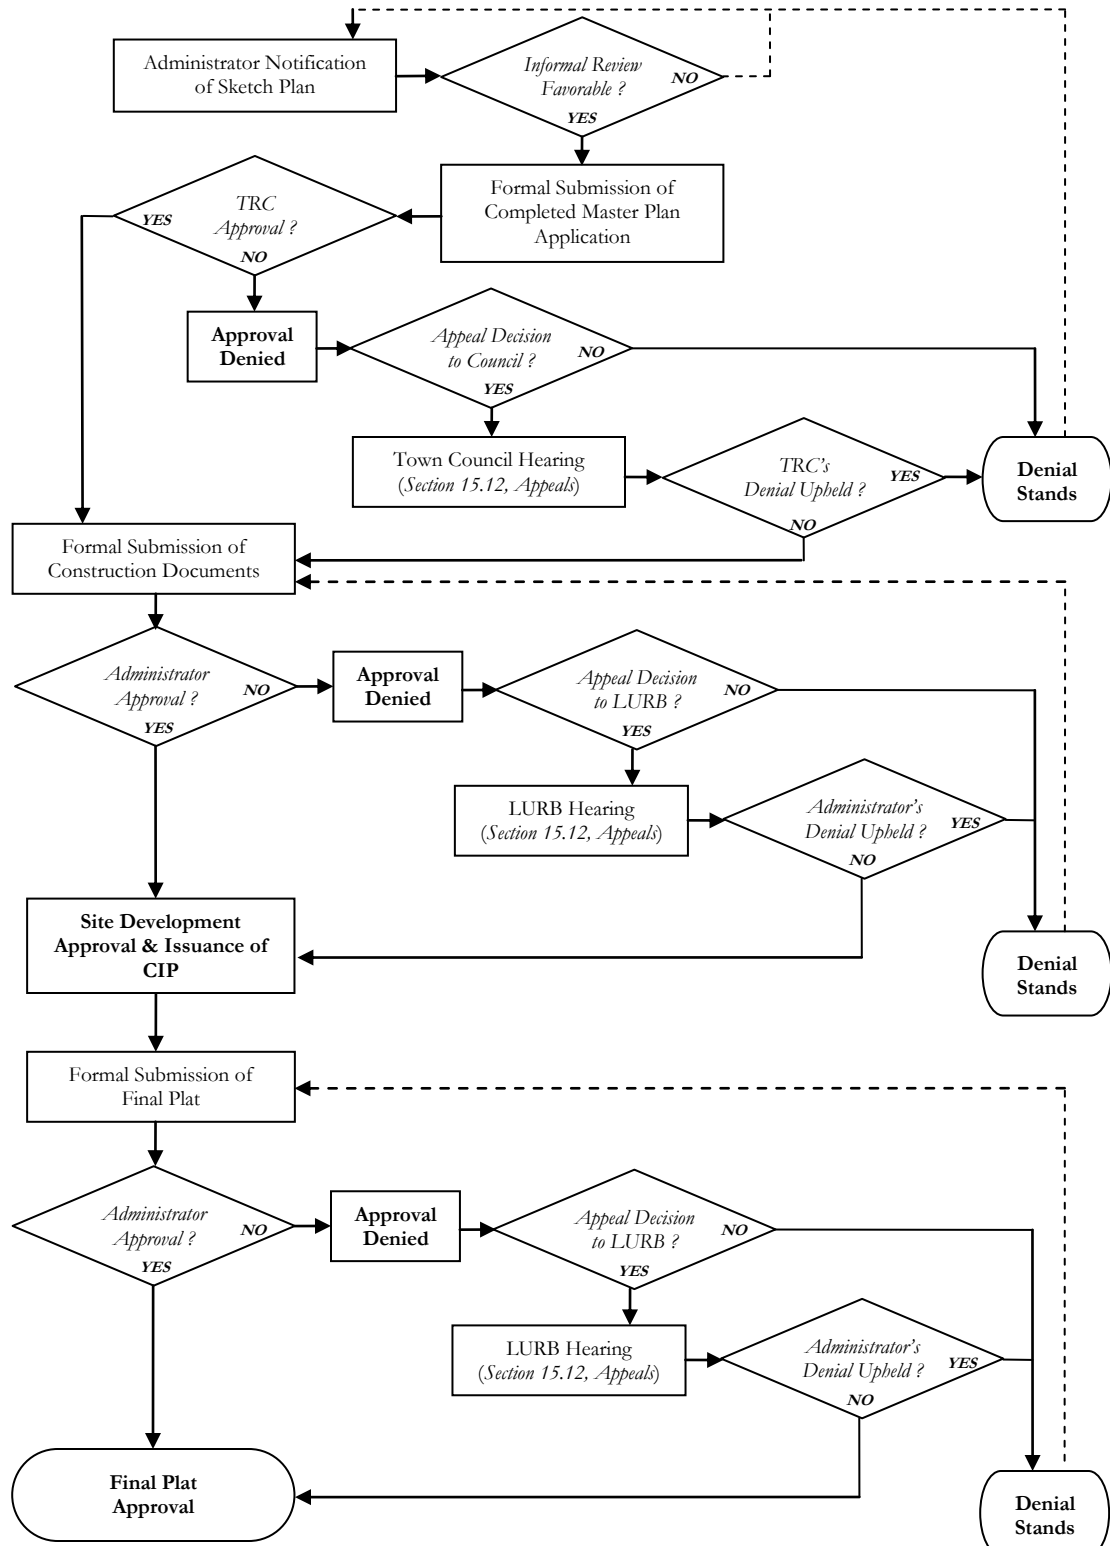 Administrator Notification
of Sketch Plan
Informal Review
Favorable ?
NO
YES
Formal Submission of
Completed Master Plan
Application
TRC
Approval ?
YES
NO
Approval
Denied
Appeal Decision
to Council ?
NO
YES
Town Council Hearing
(Section 15.12, Appeals)
TRC's
Denial Upheld ?
YES
NO
Denial
Stands
Formal Submission of
Construction Documents
Administrator
Approval ?
NO
YES
Approval
Denied
Appeal Decision
to LURB ?
NO
YES
LURB Hearing
(Section 15.12, Appeals)
Administrator's
Denial Upheld ?
YES
NO
Site Development
Approval & Issuance of
CIP
Denial
Stands
Formal Submission of
Final Plat
Administrator
Approval ?
NO
YES
Approval
Denied
Appeal Decision
to LURB ?
NO
YES
LURB Hearing
(Section 15.12, Appeals)
Administrator's
Denial Upheld ?
YES
NO
Final Plat
Approval
Denial
Stands